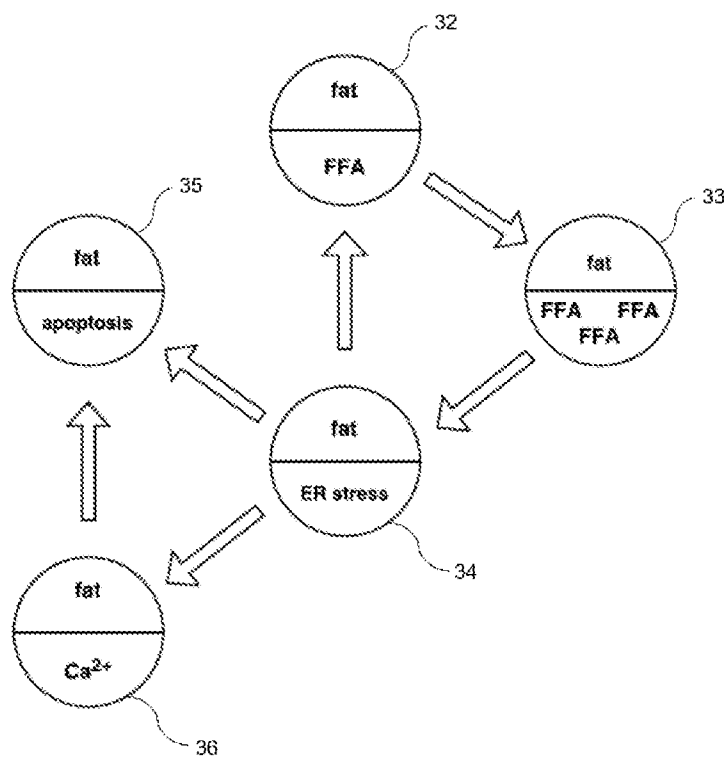 32
fat
FFA
35
fat
apoptosis
33
fat
FFA FFA
FFA
fat
ER stress
34
fat
Ca²⁺
36